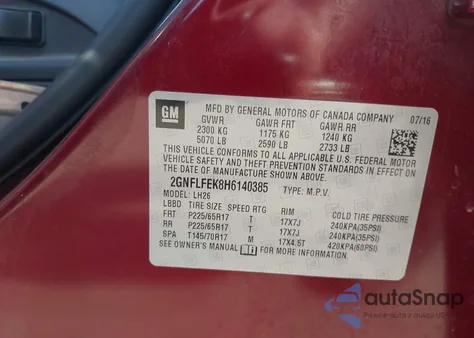 GM MFD BY GENERAL MOTORS OF CANADA COMPANY 07/16
GVWR GAWR FRT GAWR RR
2300 KG 1175 KG 1240 KG
5070 LB 2590 LB 2733 LB
THIS VEHICLE CONFORMS TO ALL APPLICABLE U.S. FEDERAL MOTOR
VEHICLE SAFETY AND THEFT PREVENTION STANDARDS IN EFFECT ON
THE DATE OF MANUFACTURE SHOWN ABOVE.
2GNFLFEK8H6140385 TYPE: M.P.V.
MODEL: LH26
LBBD TIRE SIZE SPEED RTG RIM COLD TIRE PRESSURE
FRT P225/65R17 T 17X7J 240KPA(35PSI)
RR P225/65R17 T 17X7J 240KPA(35PSI)
SPA T145/70R17 M 17X4.5T 420KPA(60PSI)
SEE OWNER'S MANUAL FOR MORE INFORMATION
autoSnap